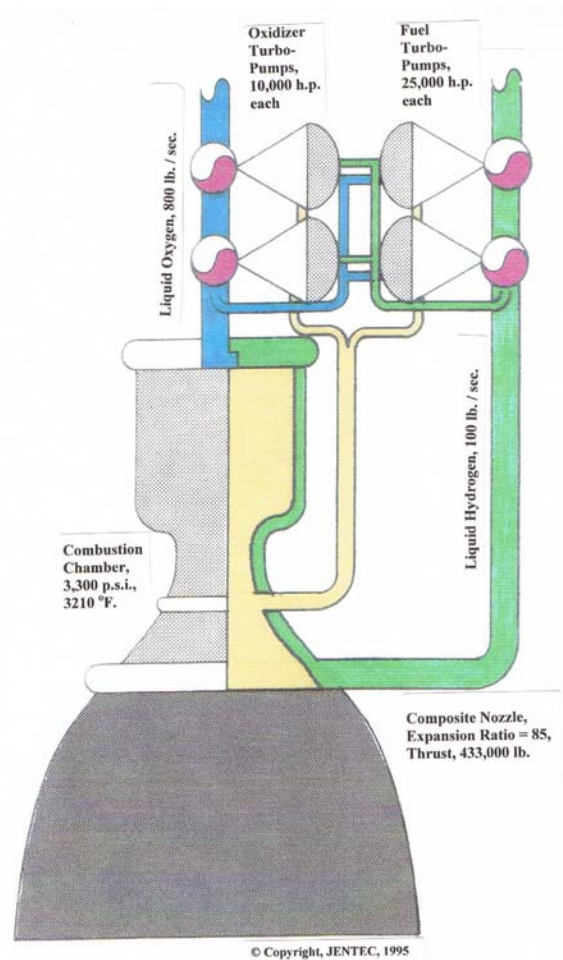 Oxidizer
Turbo-
Pumps,
10,000 h.p.
each
Fuel
Turbo-
Pumps,
25,000 h.p.
each
Liquid Oxygen, 800 lb. / sec.
Liquid Hydrogen, 100 lb. / sec.
Combustion
Chamber,
3,300 p.s.i.,
3210 °F.
Composite Nozzle,
Expansion Ratio = 85,
Thrust, 433,000 lb.
© Copyright, JENTEC, 1995